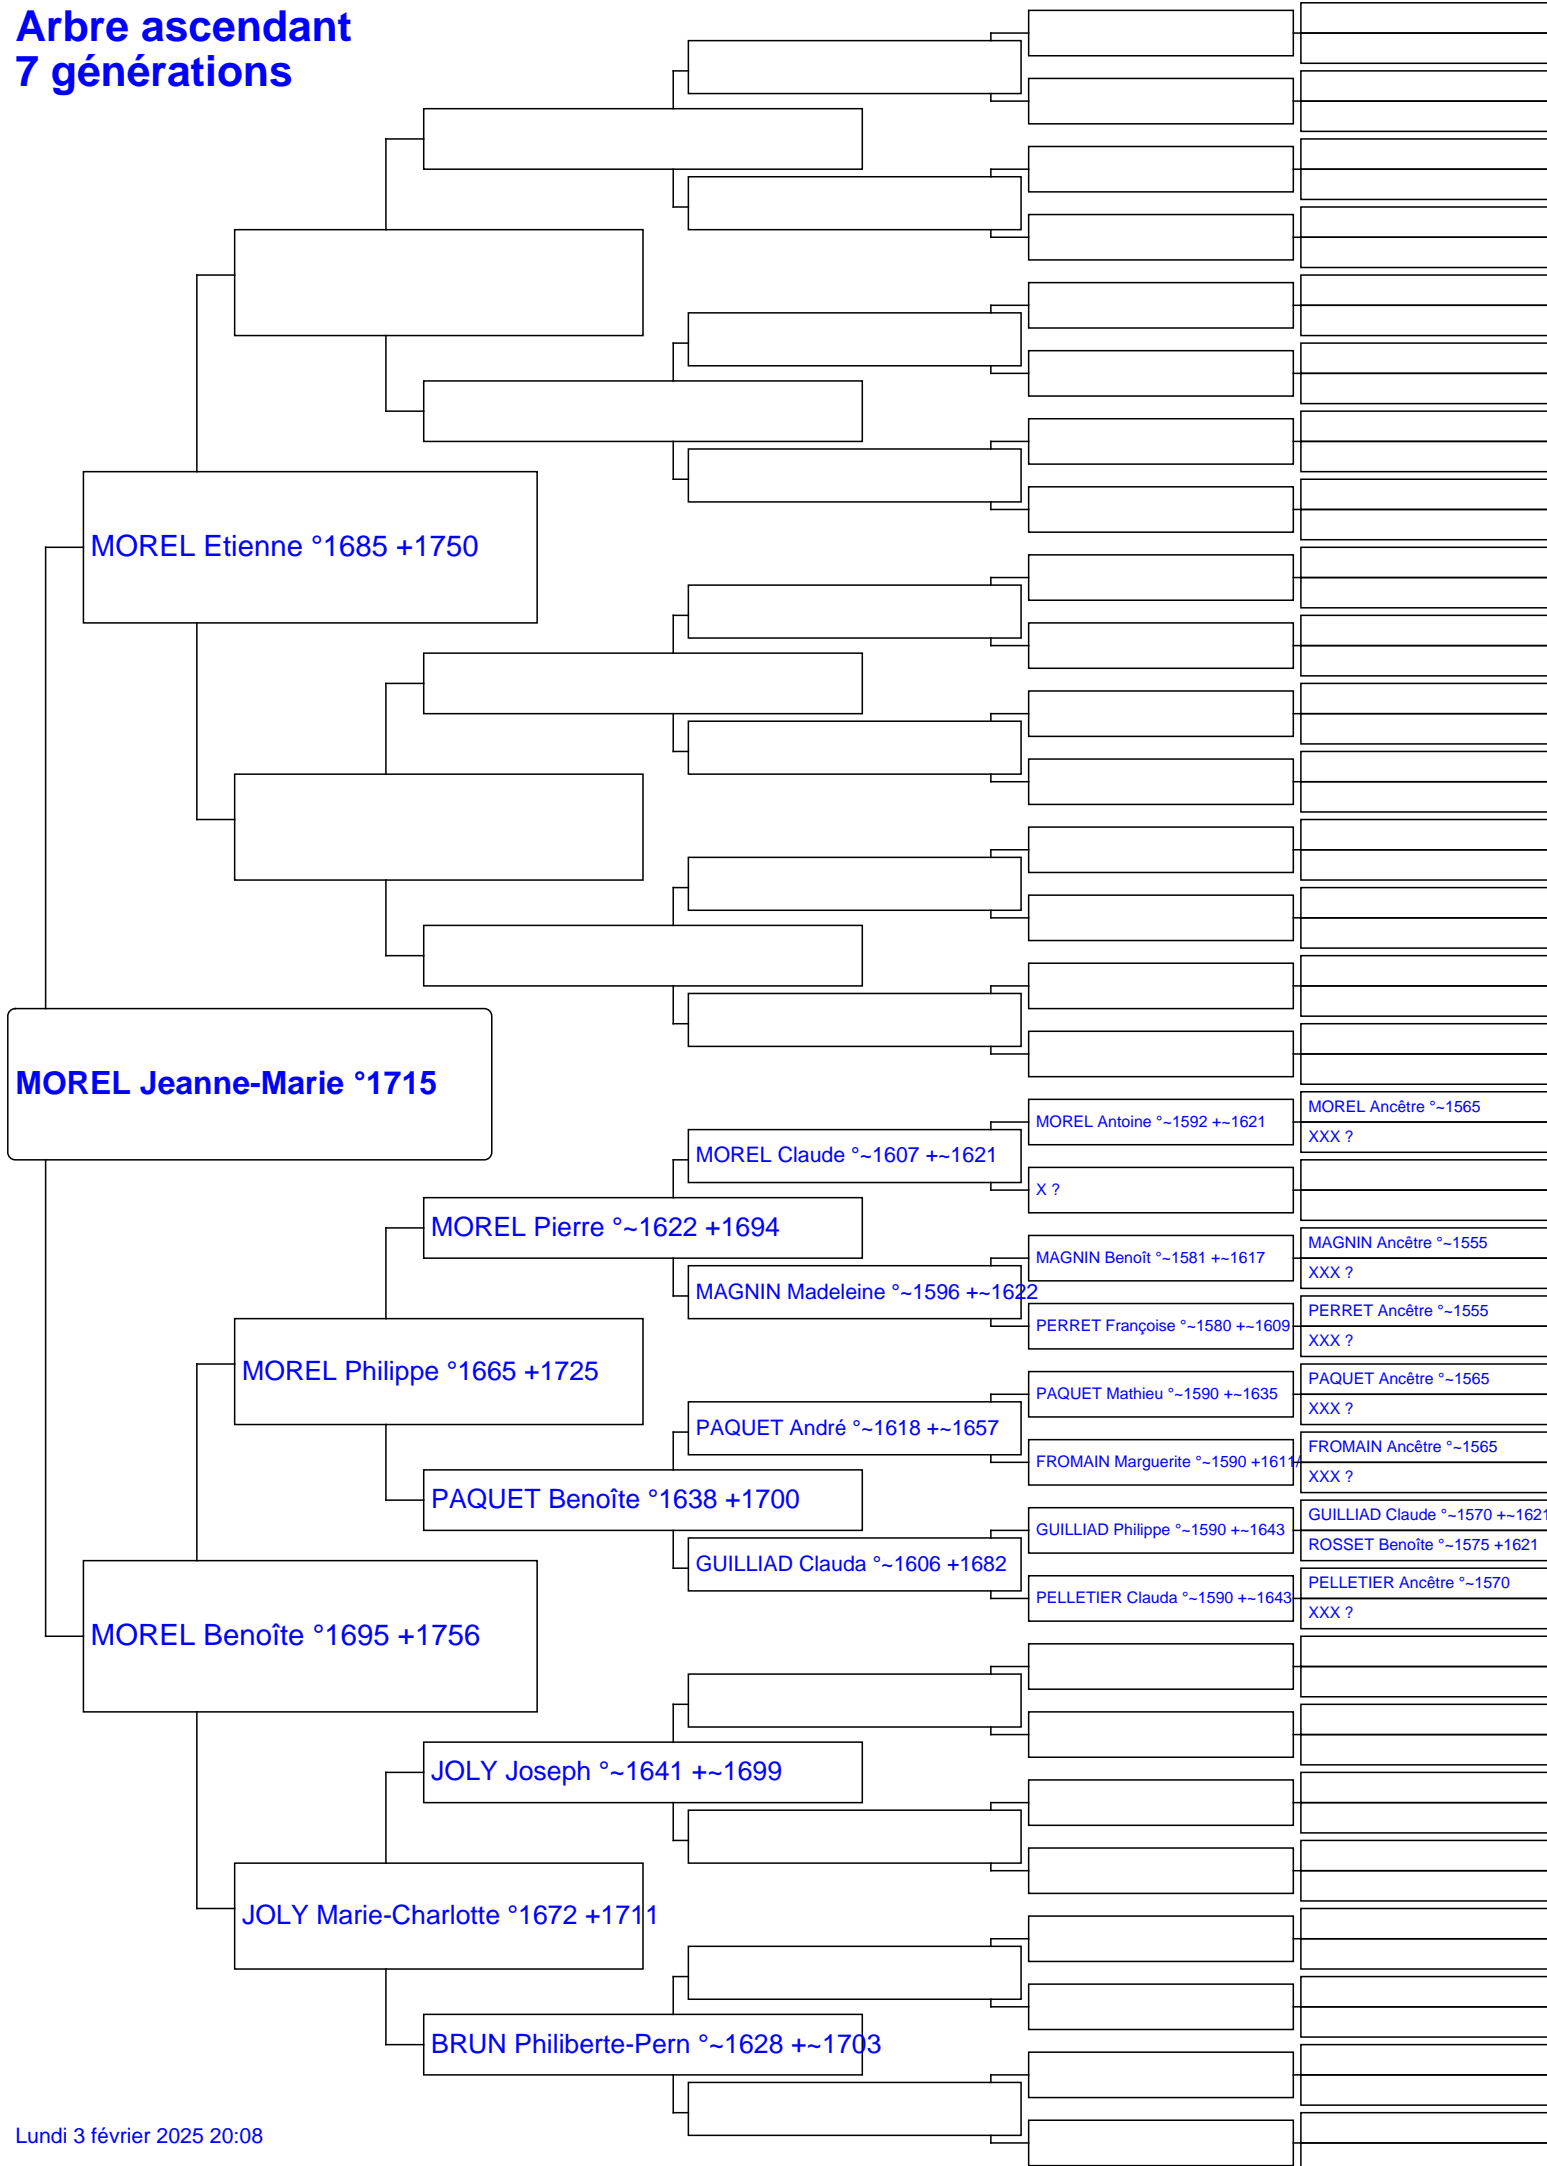 Arbre ascendant
7 générations
MOREL Etienne °1685 +1750
MOREL Jeanne-Marie °1715
MOREL Antoine °~1592 +~1621
MOREL Ancêtre °~1565
XXX ?
MOREL Claude °~1607 +~1621
X ?
MOREL Pierre °~1622 +1694
MAGNIN Benoît °~1581 +~1617
MAGNIN Ancêtre °~1555
XXX ?
MAGNIN Madeleine °~1596 +~1622
PERRET Françoise °~1580 +~1609
PERRET Ancêtre °~1555
XXX ?
MOREL Philippe °1665 +1725
PAQUET Mathieu °~1590 +~1635
PAQUET Ancêtre °~1565
XXX ?
PAQUET André °~1618 +~1657
FROMAIN Marguerite °~1590 +1611/
FROMAIN Ancêtre °~1565
XXX ?
PAQUET Benoîte °1638 +1700
GUILLIAD Philippe °~1590 +~1643
GUILLIAD Claude °~1570 +~1621
ROSSET Benoîte °~1575 +1621
GUILLIAD Clauda °~1606 +1682
PELLETIER Clauda °~1590 +~1643
PELLETIER Ancêtre °~1570
XXX ?
MOREL Benoîte °1695 +1756
JOLY Joseph °~1641 +~1699
JOLY Marie-Charlotte °1672 +1711
BRUN Philiberte-Pern °~1628 +~1703
Lundi 3 février 2025 20:08